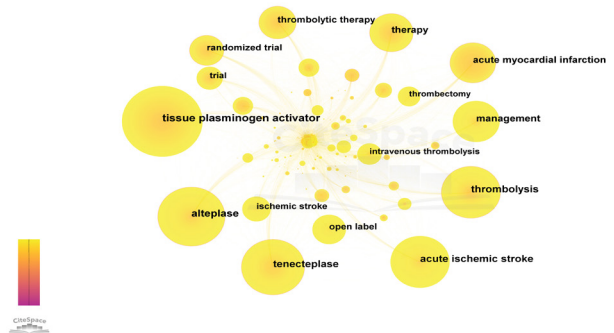 thrombolytic therapy
therapy
randomized trial
acute myocardial infarction
trial
thrombectomy
tissue plasminogen activator
management
CiteSpace
intravenous thrombolysis
thrombolysis
ischemic stroke
alteplase
open label
tenecteplase
acute ischemic stroke
CiteSpace